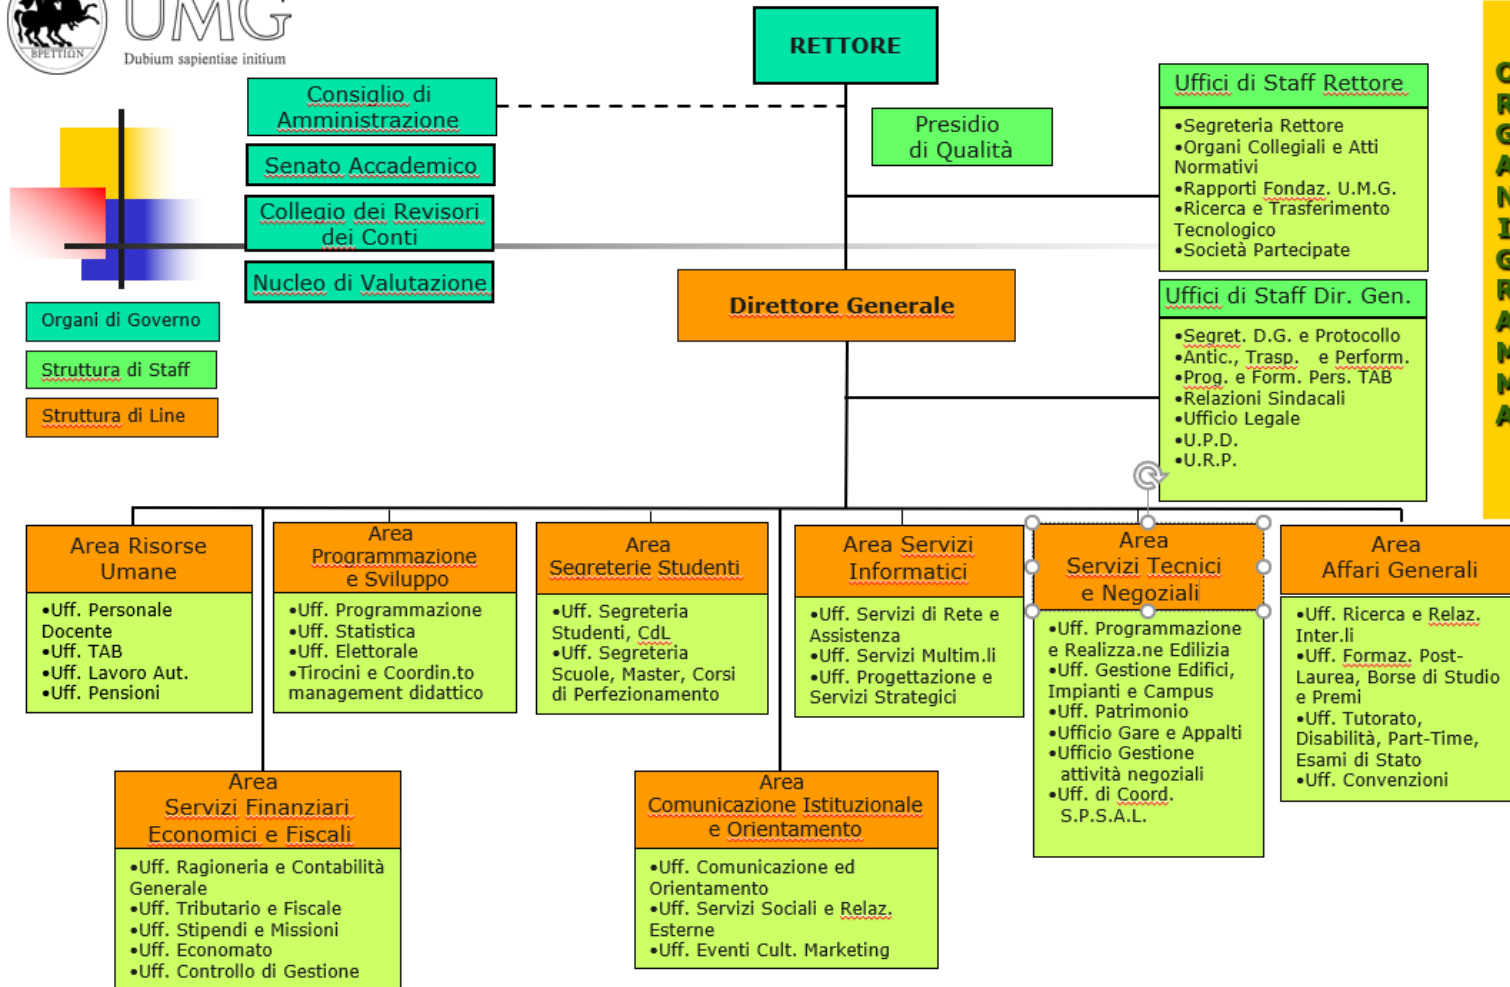 UMG
ΒΡΕΤΤΙΩΝ
Dubium sapientiae initium
RETTORE
Consiglio di
Amministrazione
Senato Accademico
Collegio dei Revisori
dei Conti
Nucleo di Valutazione
Presidio
di Qualità
Uffici di Staff Rettore
•Segreteria Rettore
•Organi Collegiali e Atti
Normativi
•Rapporti Fondaz. U.M.G.
•Ricerca e Trasferimento
Tecnologico
•Società Partecipate
Direttore Generale
Uffici di Staff Dir. Gen.
•Segret. D.G. e Protocollo
•Antic., Trasp. e Perform.
•Prog. e Form. Pers. TAB
•Relazioni Sindacali
•Ufficio Legale
•U.P.D.
•U.R.P.
Organi di Governo
Struttura di Staff
Struttura di Line
O
R
G
A
N
I
G
R
A
M
M
A
Area Risorse
Umane
•Uff. Personale
Docente
•Uff. TAB
•Uff. Lavoro Aut.
•Uff. Pensioni
Area
Programmazione
e Sviluppo
•Uff. Programmazione
•Uff. Statistica
•Uff. Elettorale
•Tirocini e Coordin.to
management didattico
Area
Segreterie Studenti
•Uff. Segreteria
Studenti, CdL
•Uff. Segreteria
Scuole, Master, Corsi
di Perfezionamento
Area Servizi
Informatici
•Uff. Servizi di Rete e
Assistenza
•Uff. Servizi Multim.li
•Uff. Progettazione e
Servizi Strategici
Area
Servizi Tecnici
e Negoziali
•Uff. Programmazione
e Realizza.ne Edilizia
•Uff. Gestione Edifici,
Impianti e Campus
•Uff. Patrimonio
•Ufficio Gare e Appalti
•Ufficio Gestione
attività negoziali
•Uff. di Coord.
S.P.S.A.L.
Area
Affari Generali
•Uff. Ricerca e Relaz.
Inter.li
•Uff. Formaz. Post-
Laurea, Borse di Studio
e Premi
•Uff. Tutorato,
Disabilità, Part-Time,
Esami di Stato
•Uff. Convenzioni
Area
Servizi Finanziari
Economici e Fiscali
•Uff. Ragioneria e Contabilità
Generale
•Uff. Tributario e Fiscale
•Uff. Stipendi e Missioni
•Uff. Economato
•Uff. Controllo di Gestione
Area
Comunicazione Istituzionale
e Orientamento
•Uff. Comunicazione ed
Orientamento
•Uff. Servizi Sociali e Relaz.
Esterne
•Uff. Eventi Cult. Marketing